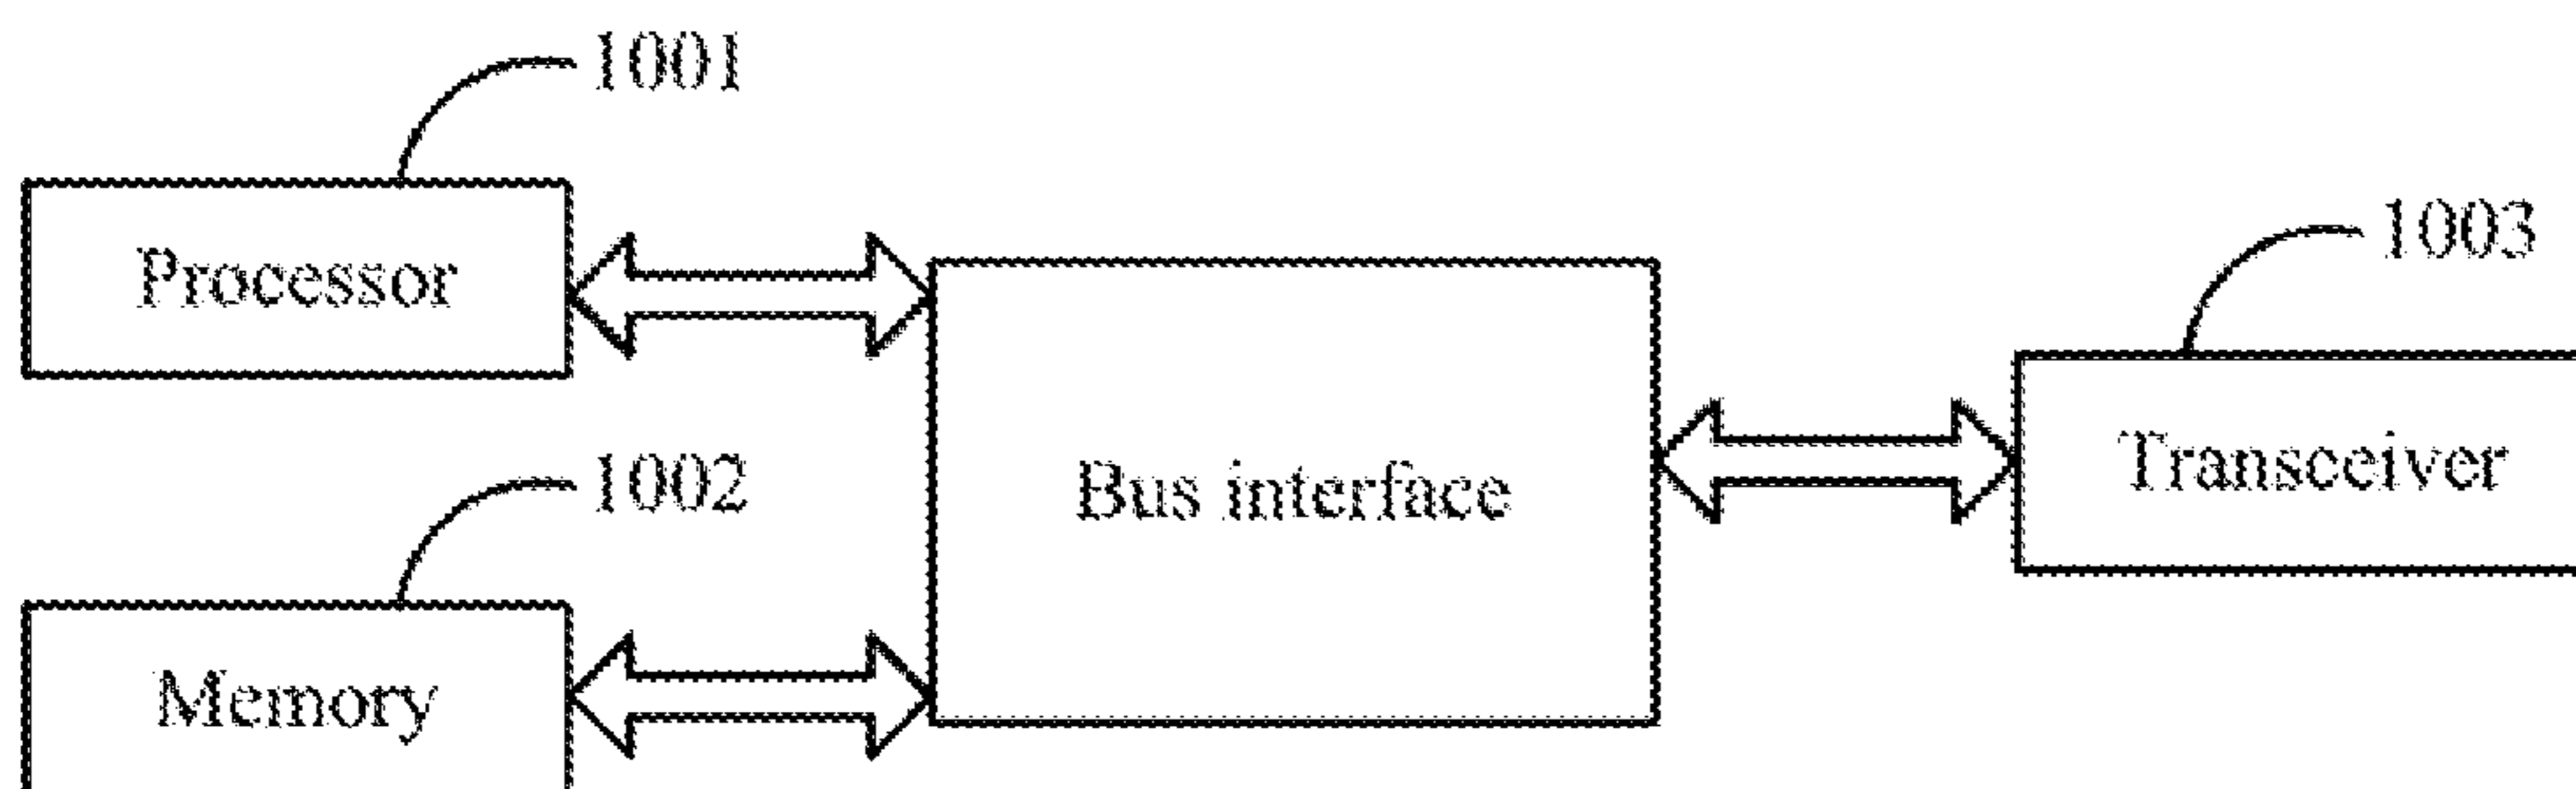 1001
Processor
1003
1002
Bus interface
Transceiver
Memory